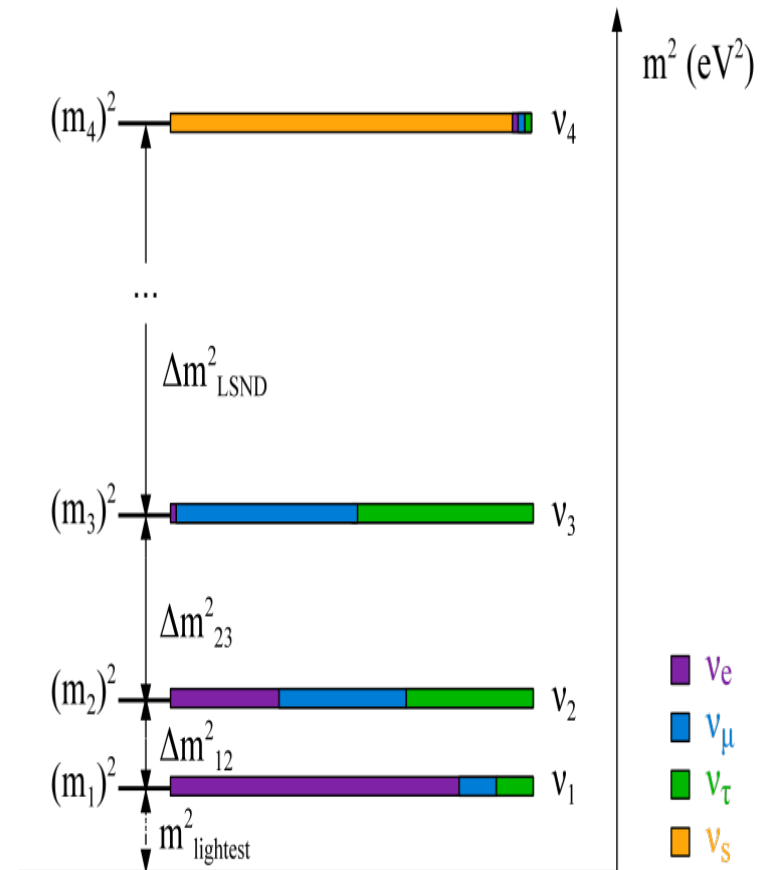 m² (eV²)
(m₄)² ν₄
...
Δm²LSND
(m₃)² ν₃
Δm²₂₃
(m₂)² ν₂
Δm²₁₂
(m₁)² ν₁
m²lightest
νe
νμ
ντ
νs